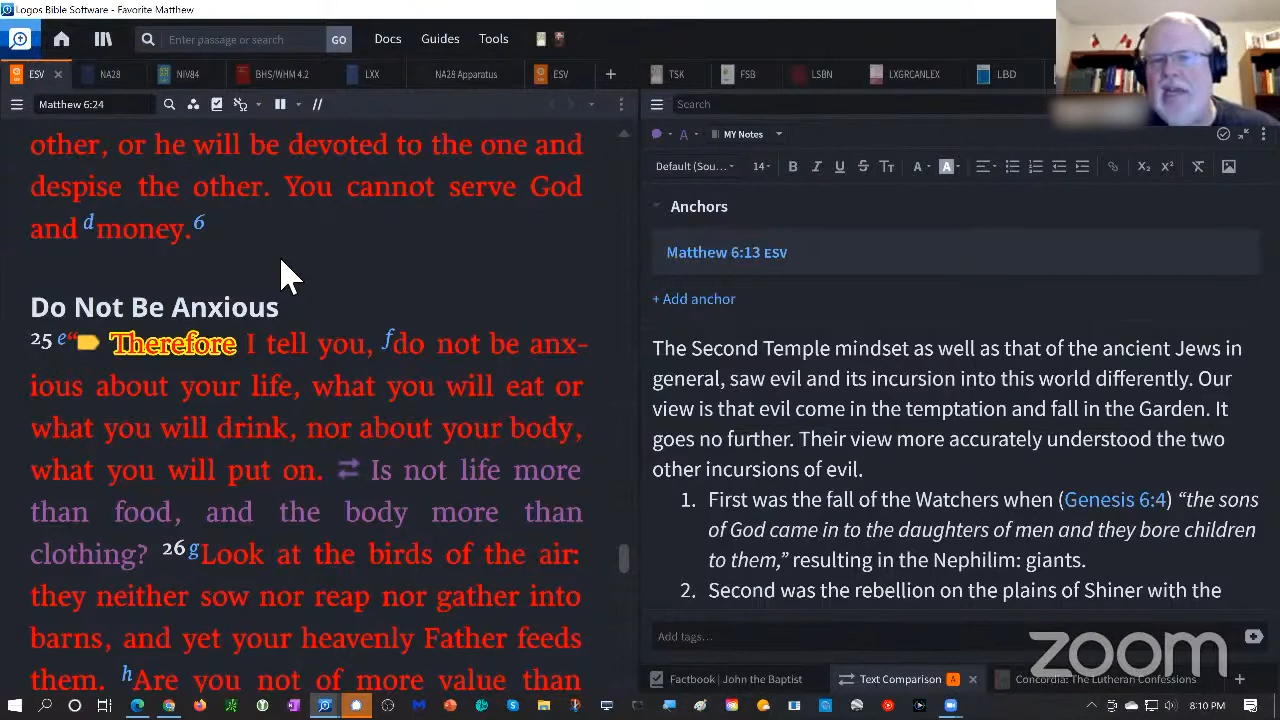 Logos Bible Software - Favorite Matthew
Enter passage or search
GO
Docs
Guides
Tools
ESV
NA28
NIV84
BHS/WHM 4.2
LXX
NA28 Apparatus
ESV
TSK
FSB
LSBN
LXGRCANLEX
LBD
Matthew 6:24
Search
MY Notes
Default (Sou...
14
other, or he will be devoted to the one and
despise the other. You cannot serve God
and d money. 6
Do Not Be Anxious
25 e “ Therefore I tell you, f do not be anx-
ious about your life, what you will eat or
what you will drink, nor about your body,
what you will put on. Is not life more
than food, and the body more than
clothing? 26 g Look at the birds of the air:
they neither sow nor reap nor gather into
barns, and yet your heavenly Father feeds
them. h Are you not of more value than
Anchors
Matthew 6:13 ESV
+ Add anchor
The Second Temple mindset as well as that of the ancient Jews in
general, saw evil and its incursion into this world differently. Our
view is that evil come in the temptation and fall in the Garden. It
goes no further. Their view more accurately understood the two
other incursions of evil.
1. First was the fall of the Watchers when (Genesis 6:4) “the sons
of God came in to the daughters of men and they bore children
to them,” resulting in the Nephilim: giants.
2. Second was the rebellion on the plains of Shiner with the
Add tags...
zoom
Factbook | John the Baptist
Text Comparison A
Concordia: The Lutheran Confessions
8:10 PM